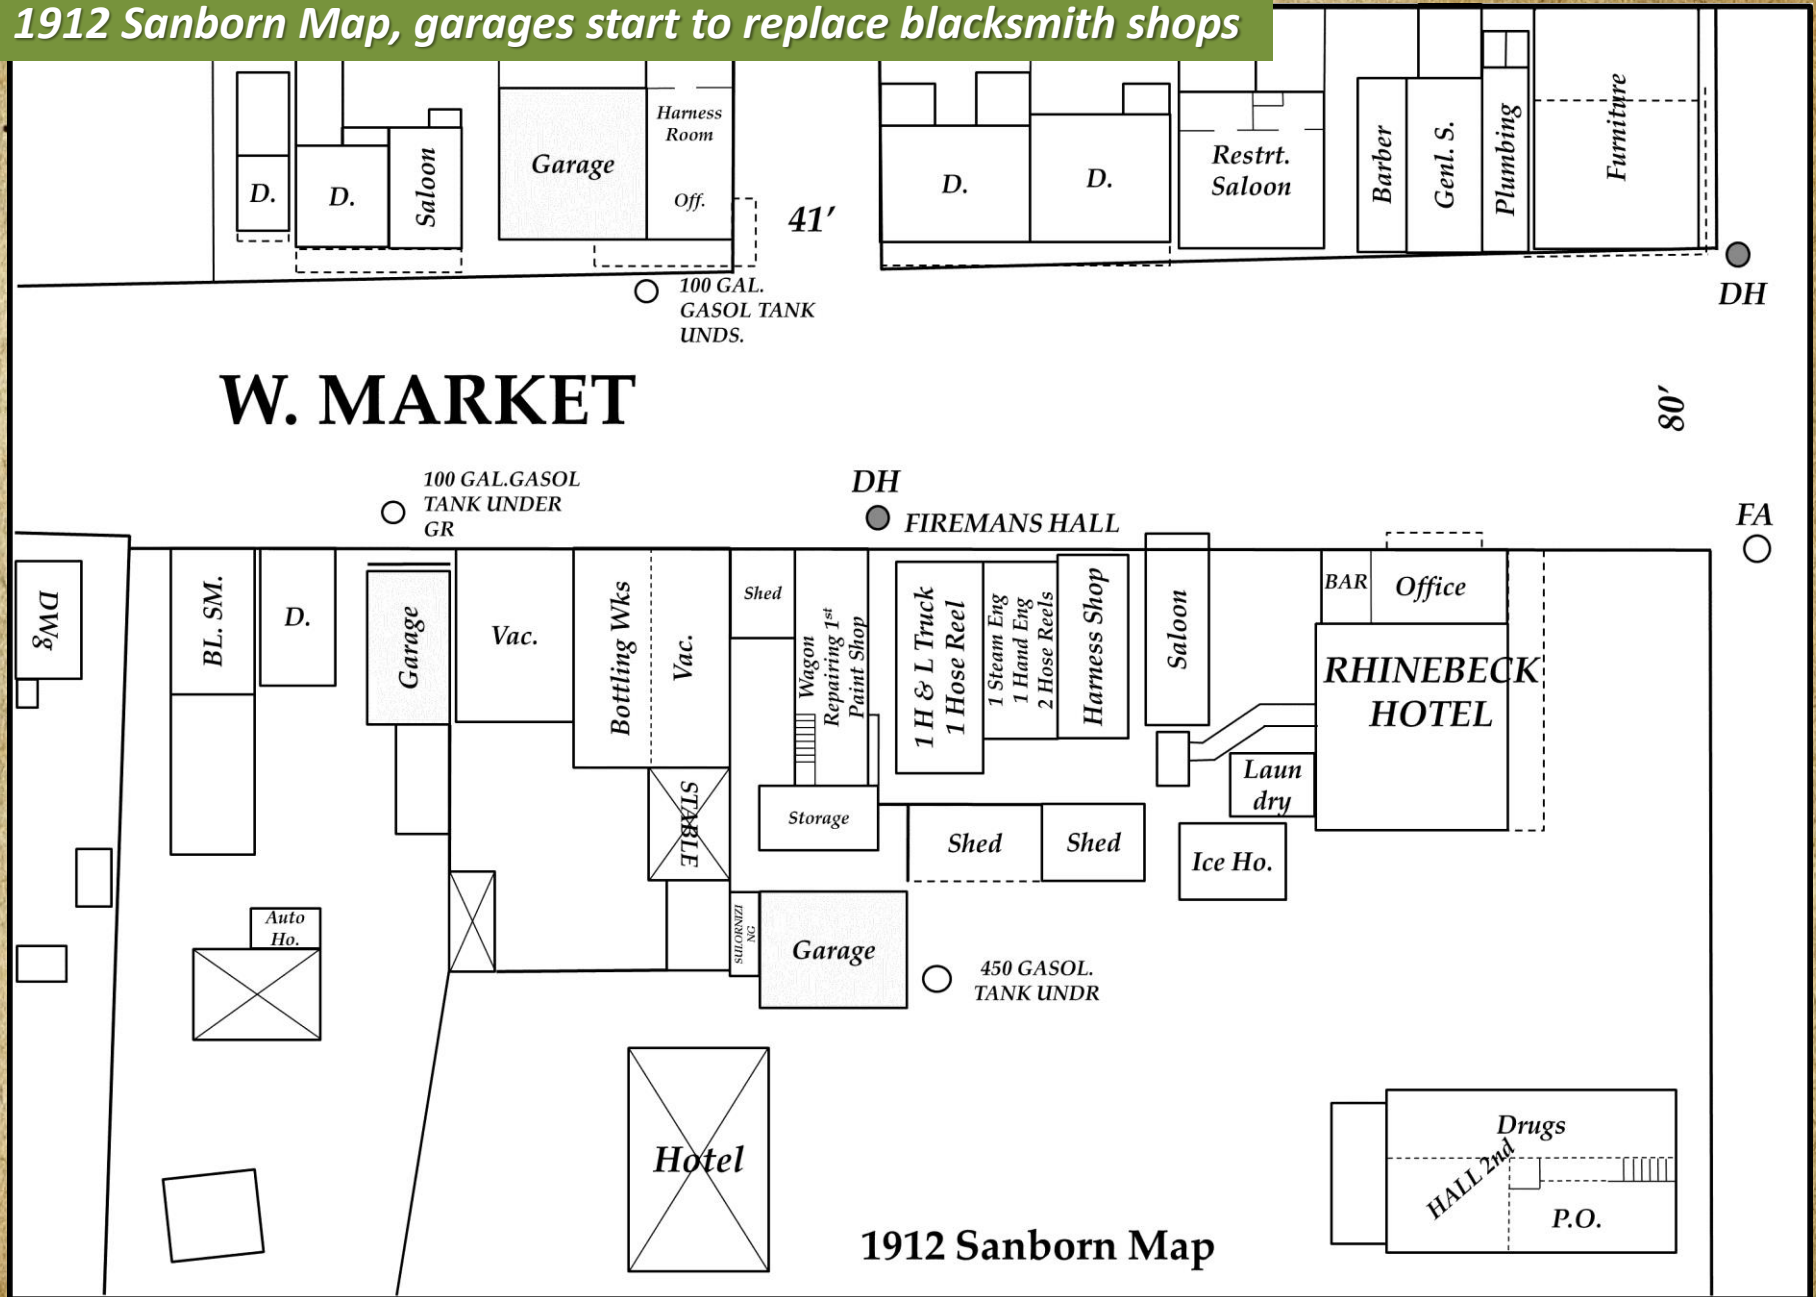 1912 Sanborn Map, garages start to replace blacksmith shops
D.
D.
Saloon
Garage
Harness
Room
Off.
41'
D.
D.
Restrt.
Saloon
Barber
Genl. S.
Plumbing
Furniture
DH
100 GAL.
GASOL TANK
UNDS.
W. MARKET
80'
100 GAL.GASOL
TANK UNDER
GR
DH
FIREMANS HALL
FA
DWg
BL. SM.
D.
Garage
Vac.
Bottling Wks
Vac.
Shed
Wagon
Repairing 1st
Paint Shop
1 H & L Truck
1 Hose Reel
1 Steam Eng
1 Hand Eng
2 Hose Reels
Harness Shop
Saloon
BAR
Office
RHINEBECK
HOTEL
Laun
dry
STABLE
Storage
Shed
Shed
Ice Ho.
Auto
Ho.
SULORNIZI
NG
Garage
450 GASOL.
TANK UNDR
Hotel
Drugs
HALL 2nd
P.O.
1912 Sanborn Map